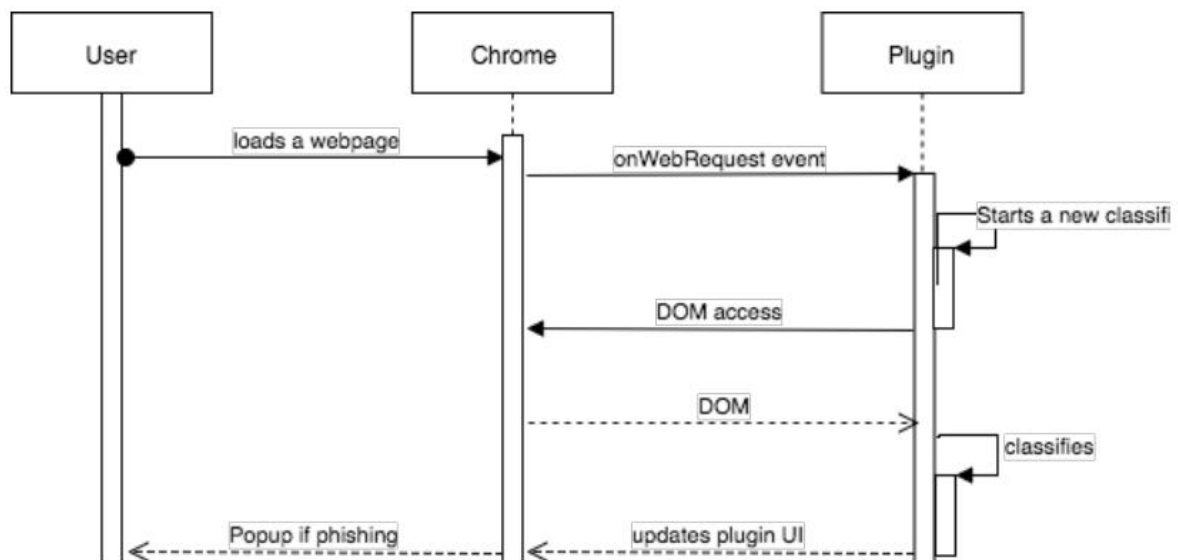 User
Chrome
Plugin
loads a webpage
onWebRequest event
Starts a new classifi
DOM access
DOM
classifies
Popup if phishing
updates plugin UI